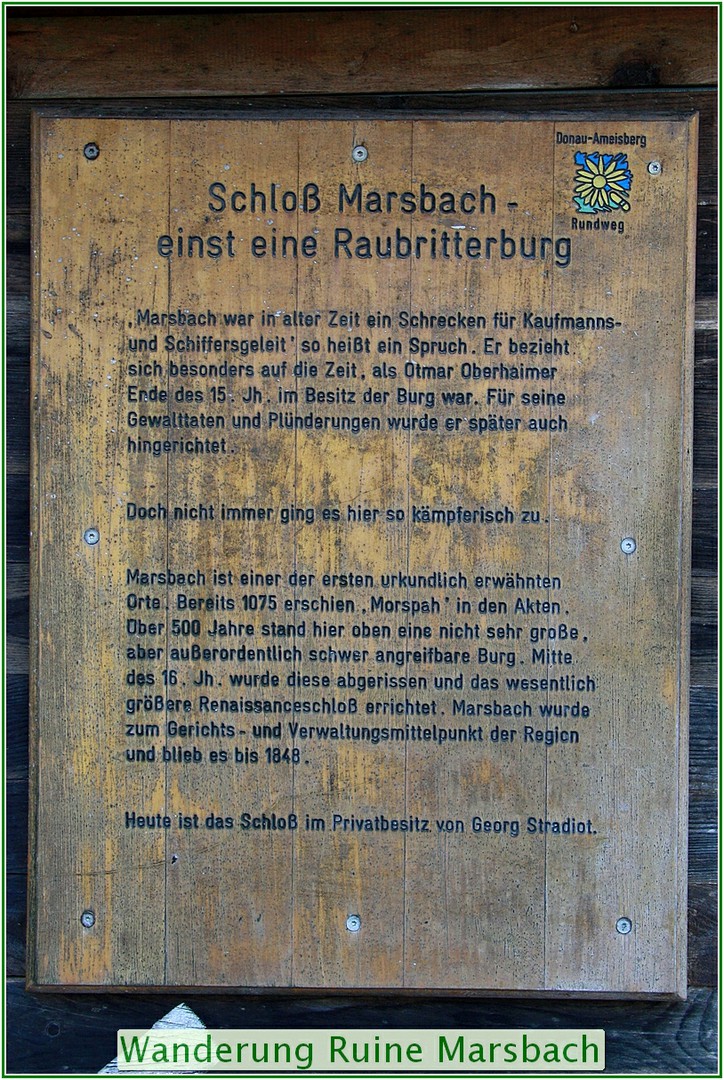 Donau-Ameisberg
Rundweg
Schloß Marsbach -
einst eine Raubritterburg
‚Marsbach war in alter Zeit ein Schrecken für Kaufmanns-
und Schiffersgeleit’ so heißt ein Spruch. Er bezieht
sich besonders auf die Zeit, als Otmar Oberhaimer
Ende des 15. Jh. im Besitz der Burg war. Für seine
Gewalttaten und Plünderungen wurde er später auch
hingerichtet.
Doch nicht immer ging es hier so kämpferisch zu.
Marsbach ist einer der ersten urkundlich erwähnten
Orte. Bereits 1075 erschien ‚Morspah’ in den Akten.
Über 500 Jahre stand hier oben eine nicht sehr große,
aber außerordentlich schwer angreifbare Burg. Mitte
des 16. Jh. wurde diese abgerissen und das wesentlich
größere Renaissanceschloß errichtet. Marsbach wurde
zum Gerichts- und Verwaltungsmittelpunkt der Region
und blieb es bis 1848.
Heute ist das Schloß im Privatbesitz von Georg Stradiot.
Wanderung Ruine Marsbach